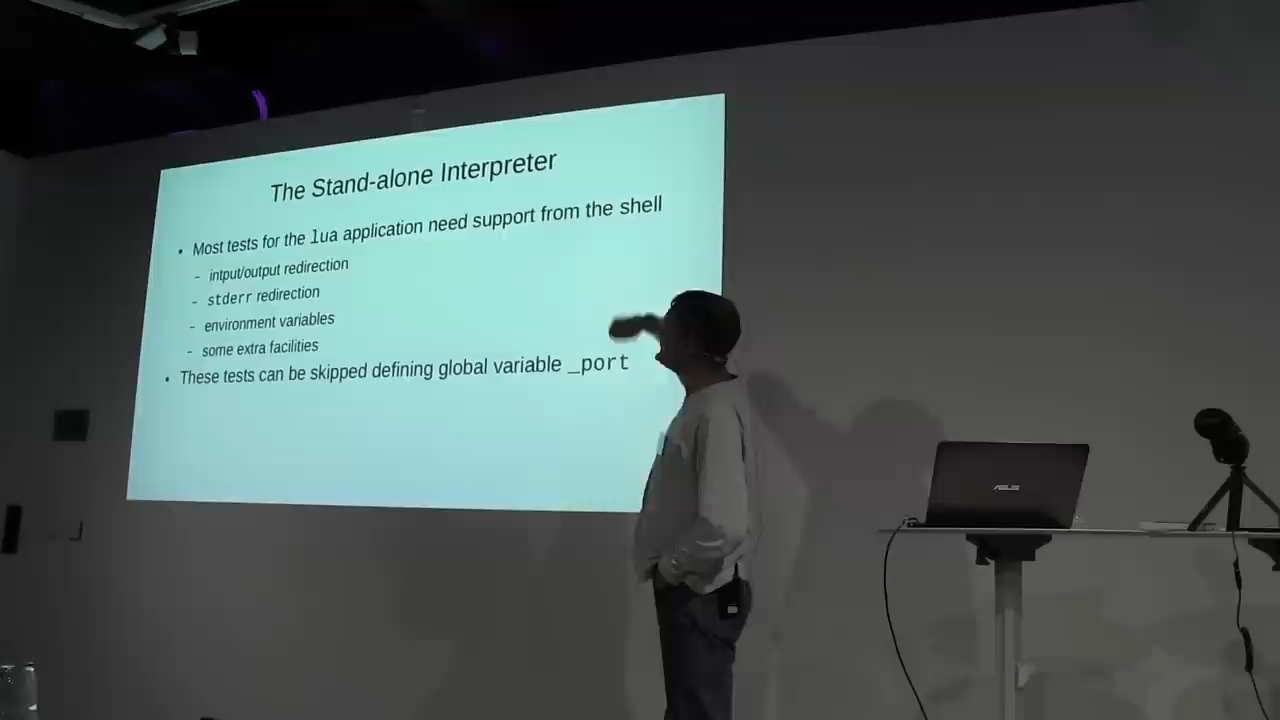 The Stand-alone Interpreter
• Most tests for the lua application need support from the shell
- intput/output redirection
- stderr redirection
- environment variables
- some extra facilities
• These tests can be skipped defining global variable _port
ASUS